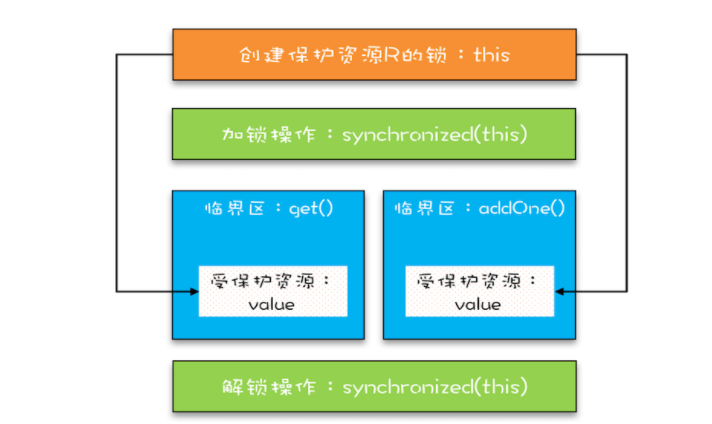 创建保护资源R的锁：this
加锁操作：synchronized(this)
临界区：get()
受保护资源：
value
临界区：addOne()
受保护资源：
value
解锁操作：synchronized(this)